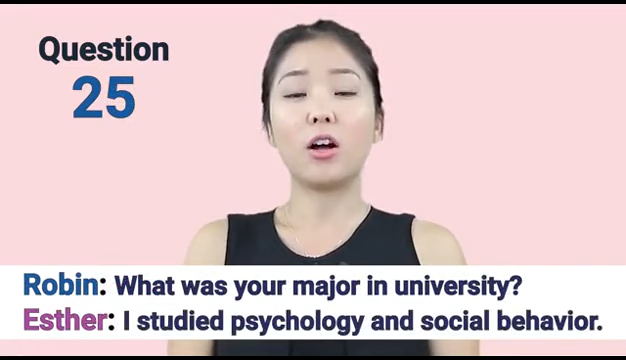 Question
25
Robin: What was your major in university?
Esther: I studied psychology and social behavior.